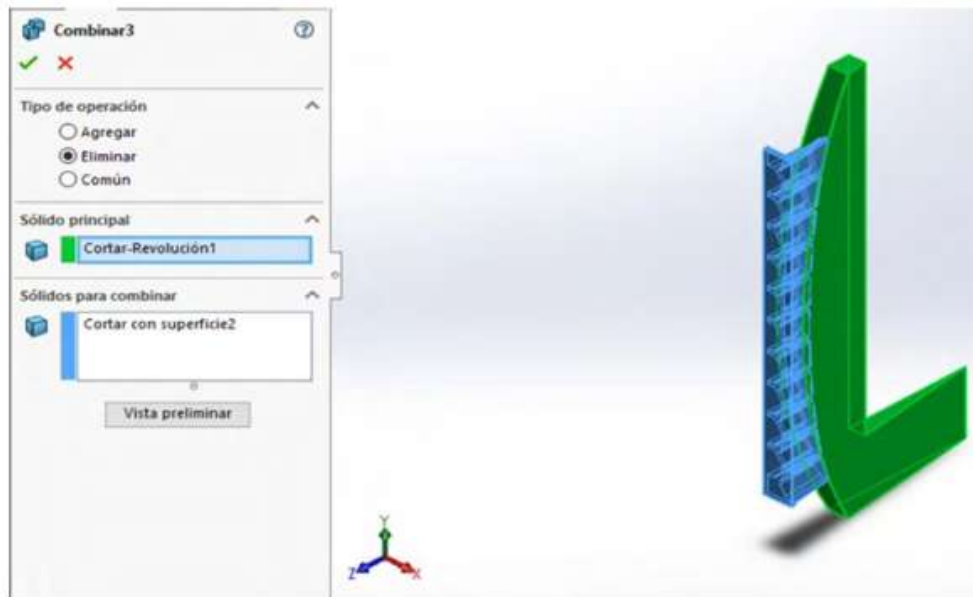 Combinar3
Tipo de operación
Agregar
Eliminar
Común
Sólido principal
Cortar-Revolución1
Sólidos para combinar
Cortar con superficie2
Vista preliminar
Y
Z
X